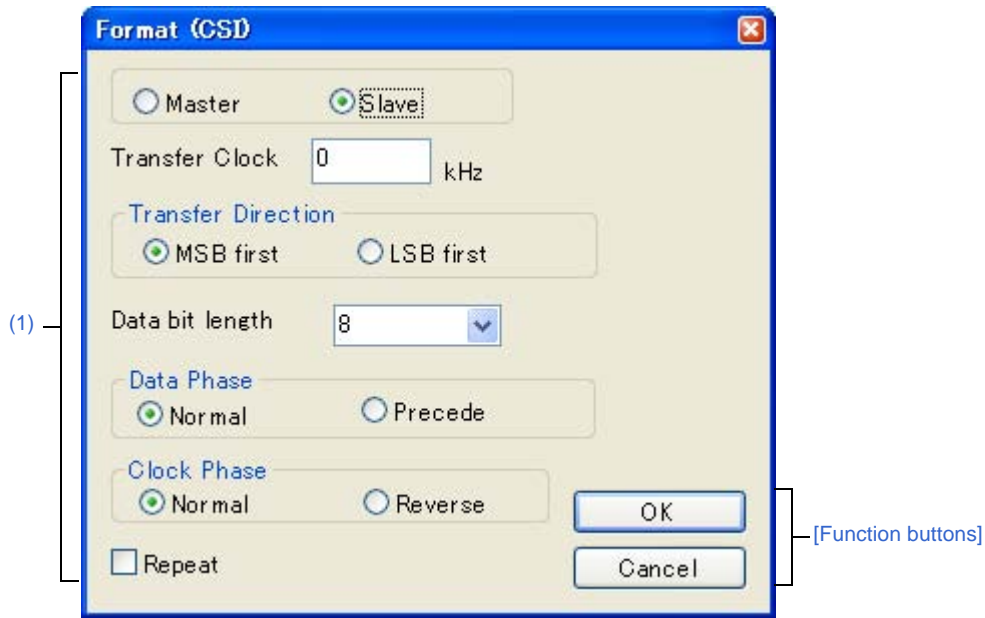 Format (CSI)
Master Slave
Transfer Clock 0 kHz
Transfer Direction
MSB first LSB first
(1)
Data bit length 8
Data Phase
Normal Precede
Clock Phase
Normal Reverse
OK
[Function buttons]
Repeat
Cancel